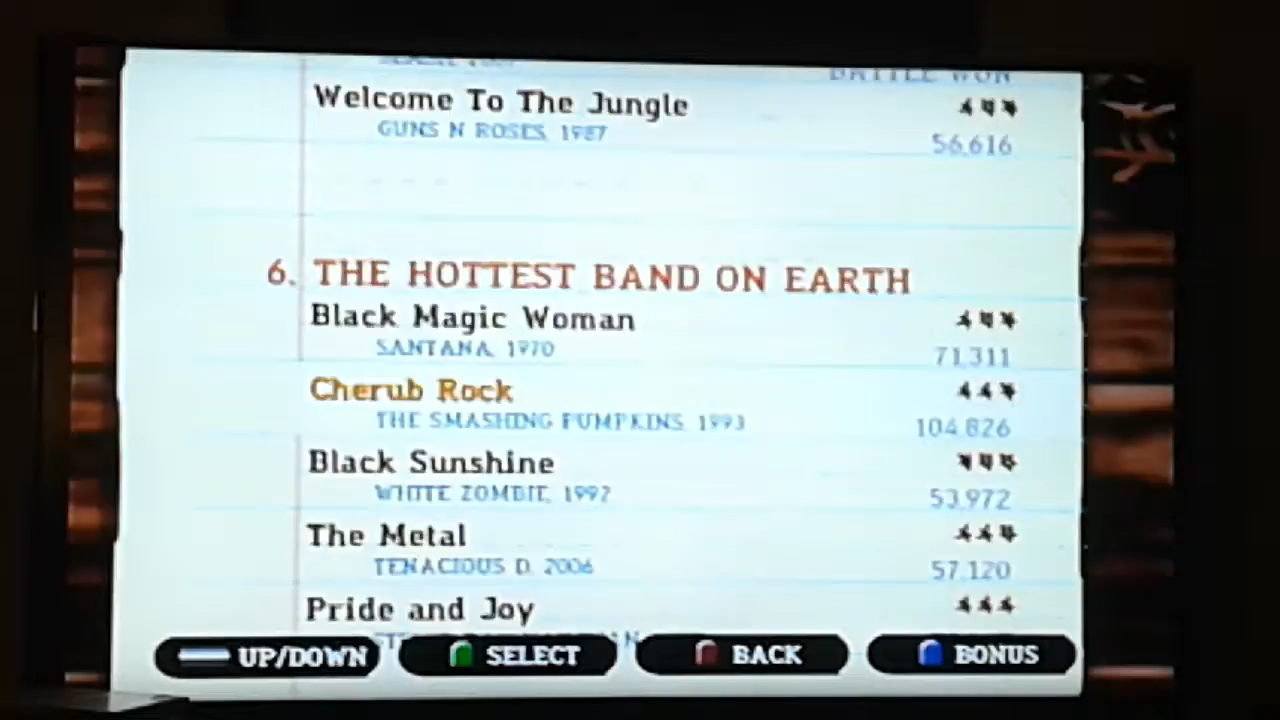 BATTLE WON
Welcome To The Jungle
GUNS N ROSES, 1987
56,616
6. THE HOTTEST BAND ON EARTH
Black Magic Woman
SANTANA, 1970
71,311
Cherub Rock
THE SMASHING PUMPKINS, 1993
104,826
Black Sunshine
WHITE ZOMBIE, 1992
53,972
The Metal
TENACIOUS D, 2006
57,120
Pride and Joy
UP/DOWN
SELECT
BACK
BONUS